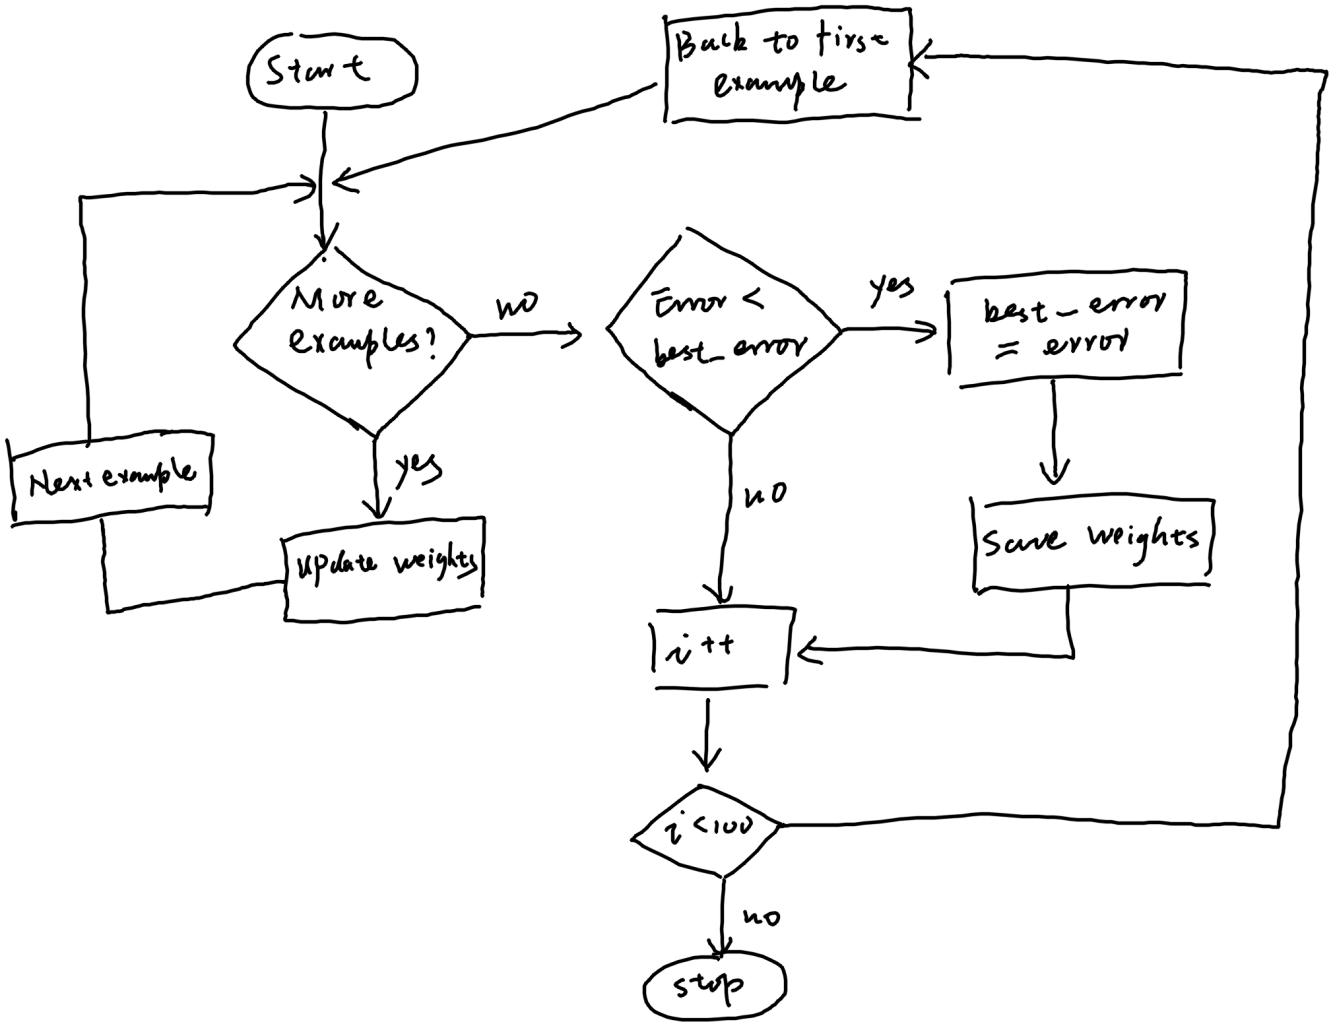 Start
Back to first
example
More
examples?
no
Error <
best_error
yes
best_error
= error
yes
Next example
Update weights
no
Save weights
i++
i<100
no
stop